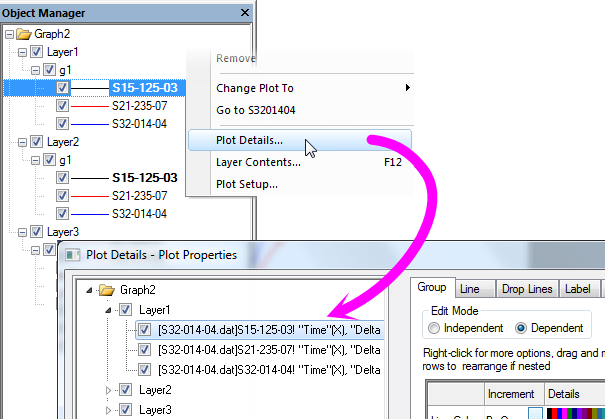 Object Manager
Graph2
Layer1
g1
S15-125-03
S21-235-07
S32-014-04
Layer2
g1
S15-125-03
S21-235-07
S32-014-04
Layer3
Remove
Change Plot To
Go to S3201404
Plot Details...
Layer Contents... F12
Plot Setup...
Plot Details - Plot Properties
Graph2
Layer1
[S32-014-04.dat]S15-125-03! "Time"(X), "Delta
[S32-014-04.dat]S21-235-07! "Time"(X), "Delta
[S32-014-04.dat]S32-014-04! "Time"(X), "Delta
Layer2
Layer3
Group Line Drop Lines Label
Edit Mode
Independent Dependent
Right-click for more options, drag and m
rows to rearrange if nested
Increment Details